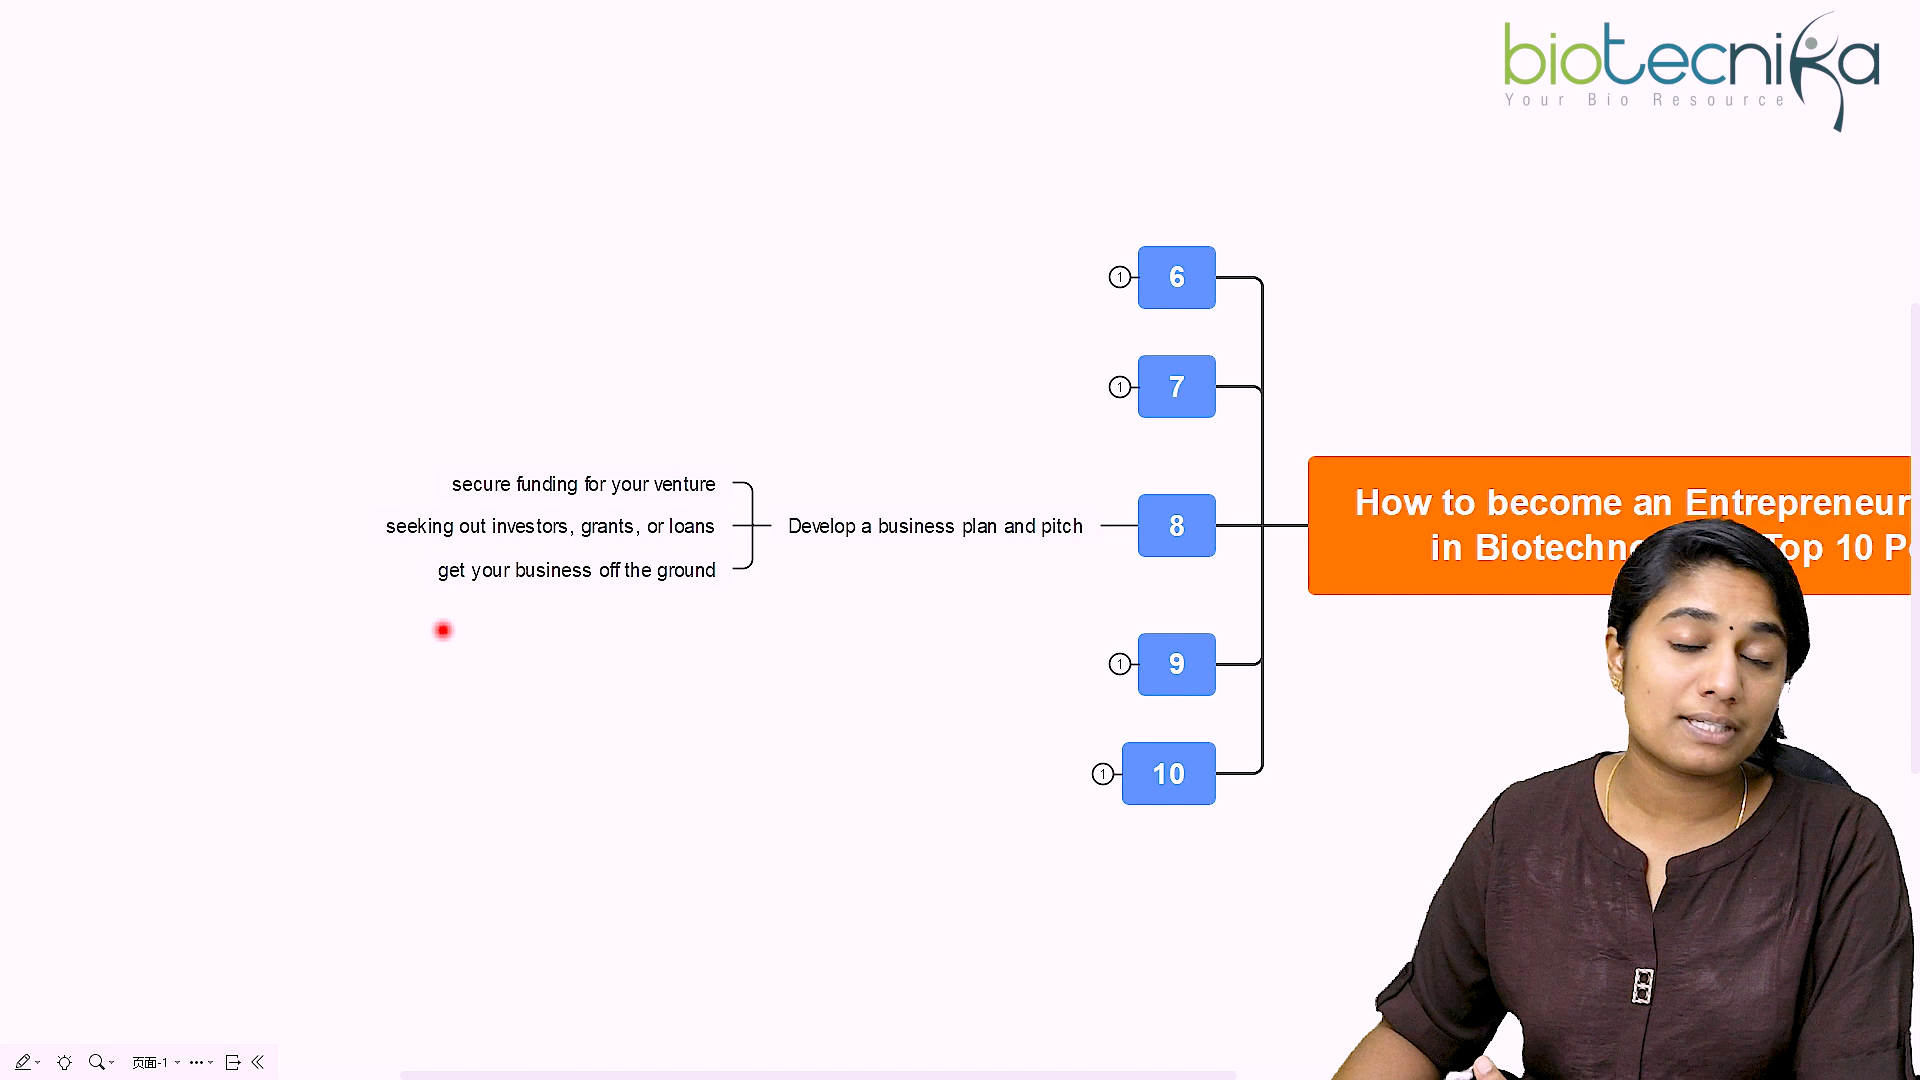 biotecnika
Your Bio Resource
1
6
1
7
secure funding for your venture
seeking out investors, grants, or loans
get your business off the ground
Develop a business plan and pitch
8
How to become an Entrepreneur
in Top 10
1
9
1
10
页面-1